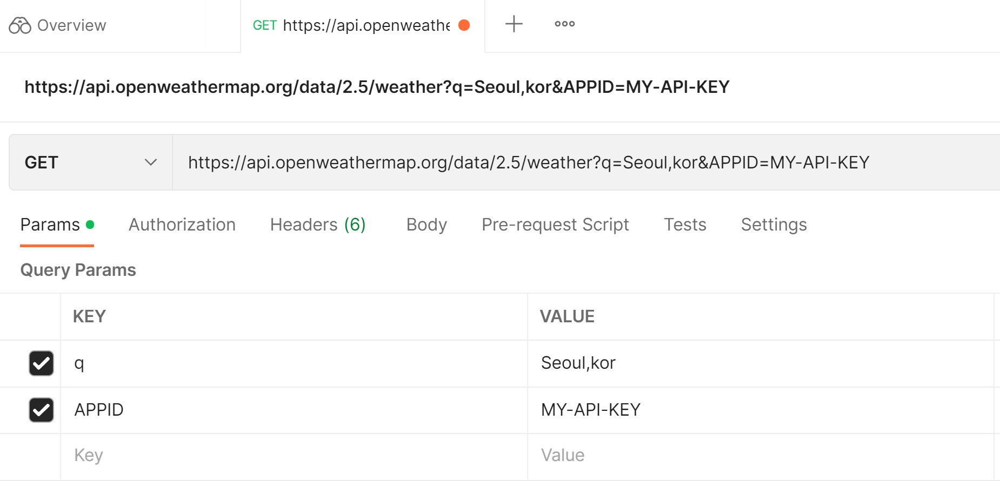 Overview
GET https://api.openweathe
https://api.openweathermap.org/data/2.5/weather?q=Seoul,kor&APPID=MY-API-KEY
GET https://api.openweathermap.org/data/2.5/weather?q=Seoul,kor&APPID=MY-API-KEY
Params Authorization Headers (6) Body Pre-request Script Tests Settings
Query Params
KEY VALUE
q Seoul,kor
APPID MY-API-KEY
Key Value